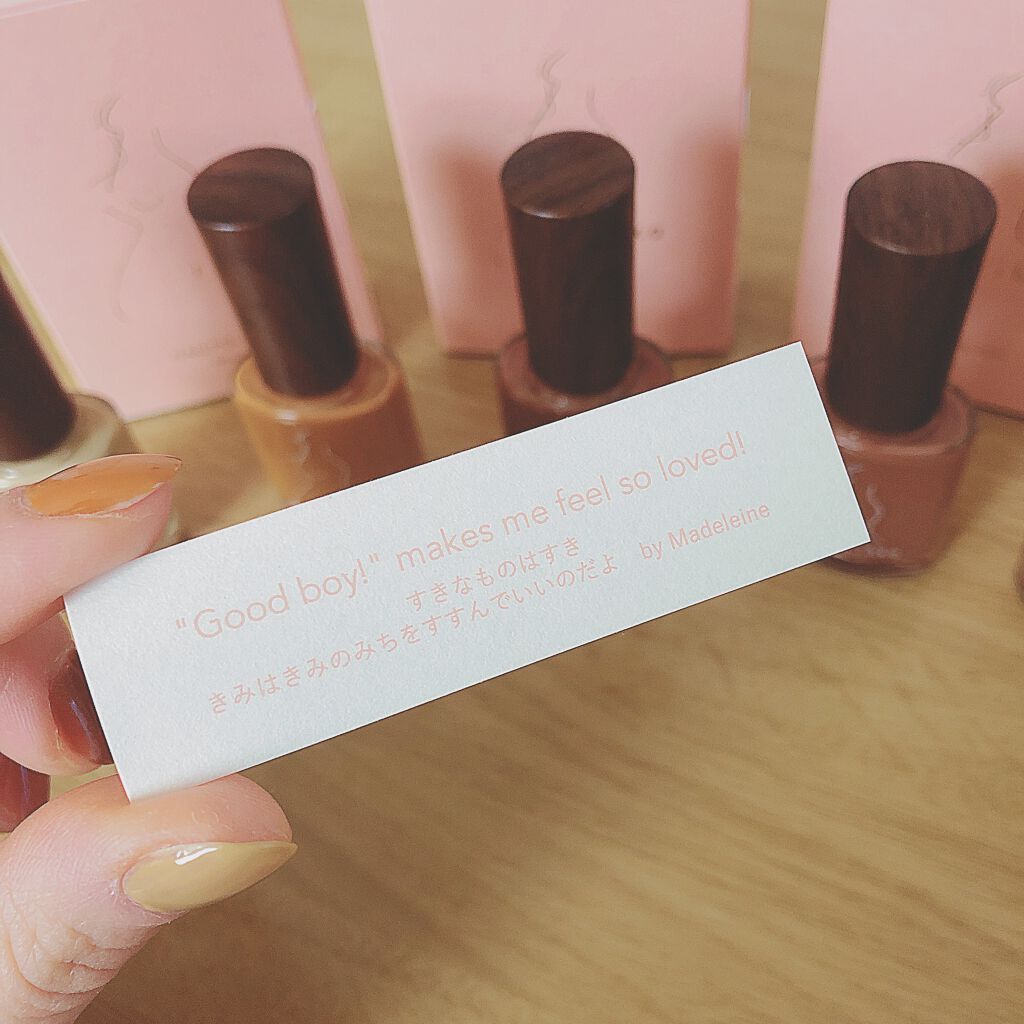 "Good boy!" makes me feel so loved!
すきなものはすき
きみはきみのみちをすすんでいいのだよ by Madeleine